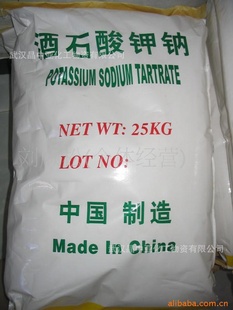 酒石酸钾钠
POTASSIUM SODIUM TARTRATE
NET WT: 25KG
LOT NO:
中国 制造
Made In china
alibaba.com.cn